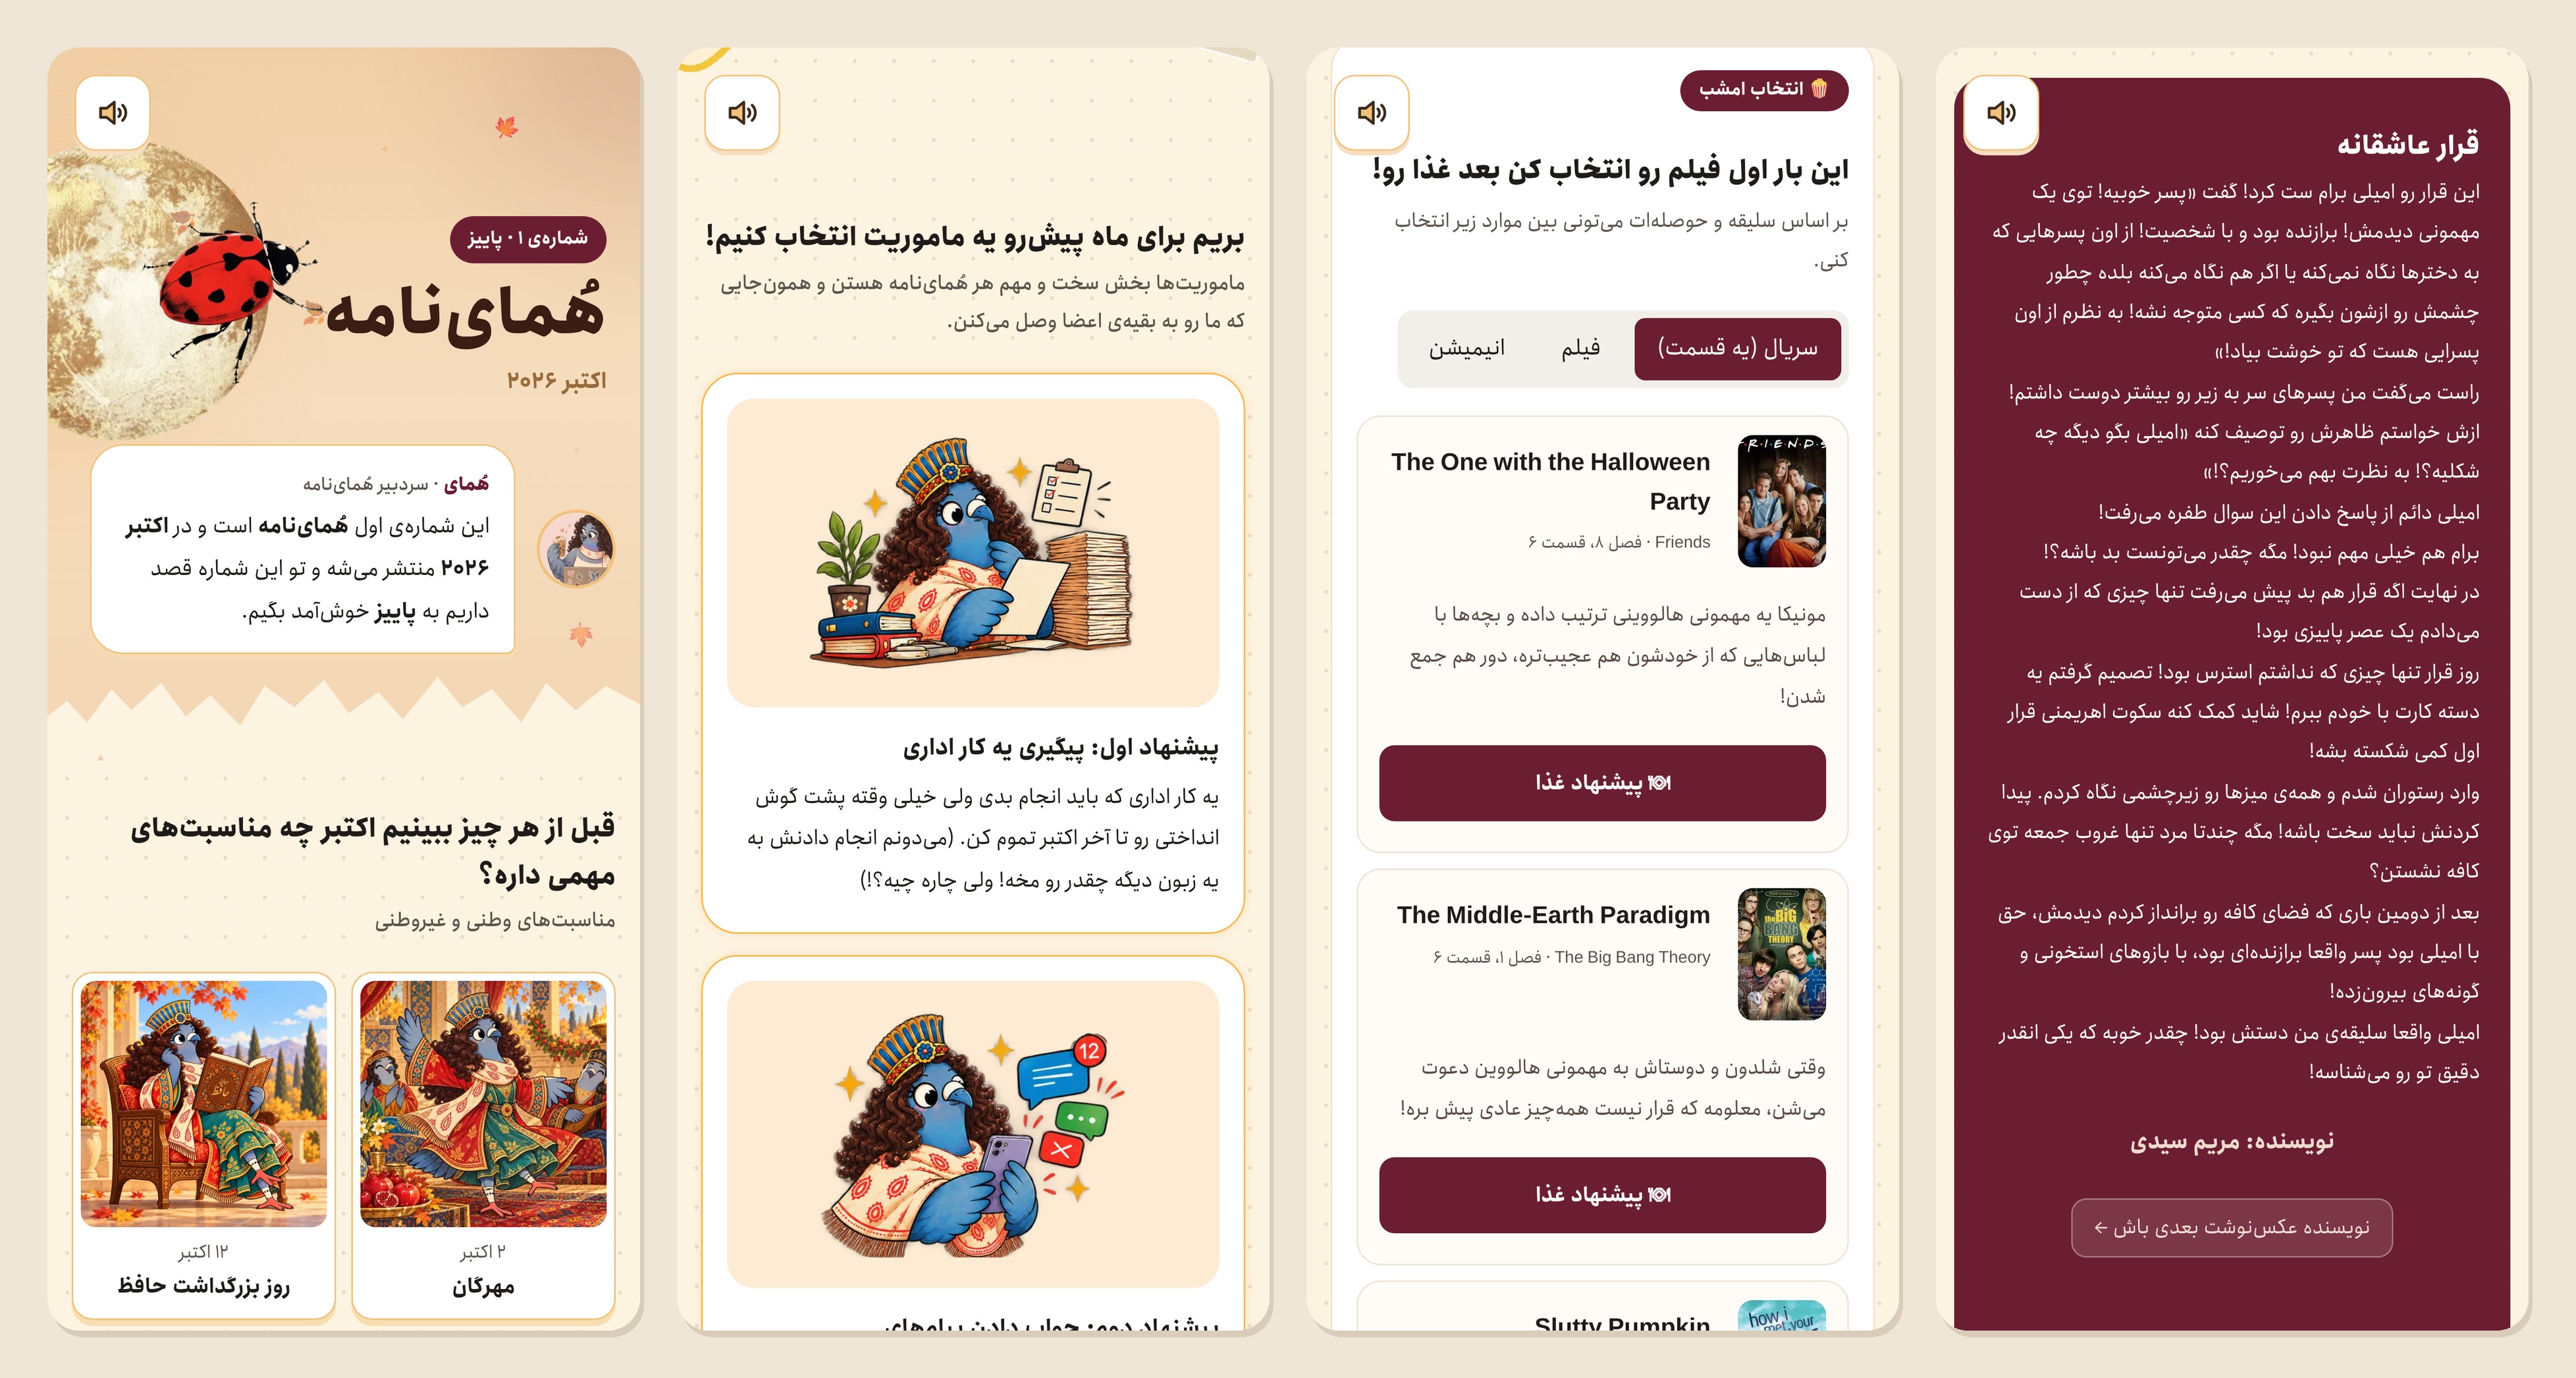 شماره‌ی ۱ · پاییز
هُمای‌نامه
اکتبر ۲۰۲۶
هُمای · سردبیر هُمای‌نامه
این شماره‌ی اول هُمای‌نامه است و در اکتبر
۲۰۲۶ منتشر می‌شه و تو این شماره قصد
داریم به پاییز خوش‌آمد بگیم.
قبل از هر چیز ببینیم اکتبر چه مناسبت‌های
مهمی داره؟
مناسبت‌های وطنی و غیروطنی
۲ اکتبر
مهرگان
۱۲ اکتبر
روز بزرگداشت حافظ
بریم برای ماه پیش‌رو یه ماموریت انتخاب کنیم!
ماموریت‌ها بخش سخت و مهم هر هُمای‌نامه هستن و همون‌جایی
که ما رو به بقیه‌ی اعضا وصل می‌کنن.
پیشنهاد اول: پیگیری یه کار اداری
یه کار اداری که باید انجام بدی ولی خیلی وقته پشت گوش
انداختی رو تا آخر اکتبر تموم کن. (می‌دونم انجام دادنش به
یه زبون دیگه چقدر رو مخه! ولی چاره چیه؟!)
12
پیشنهاد دوم: جواب دادن پیام‌های
🍿 انتخاب امشب
این بار اول فیلم رو انتخاب کن بعد غذا رو!
بر اساس سلیقه و حوصله‌ات می‌تونی بین موارد زیر انتخاب
کنی.
سریال (یه قسمت)
فیلم
انیمیشن
FRIENDS
The One with the Halloween
Party
Friends · فصل ۸، قسمت ۶
مونیکا یه مهمونی هالووینی ترتیب داده و بچه‌ها با
لباس‌هایی که از خودشون هم عجیب‌تره، دور هم جمع
شدن!
🍽 پیشنهاد غذا
the BiG
BANG
THEORY
The Middle-Earth Paradigm
The Big Bang Theory · فصل ۱، قسمت ۶
وقتی شلدون و دوستاش به مهمونی هالووین دعوت
می‌شن، معلومه که قرار نیست همه‌چیز عادی پیش بره!
🍽 پیشنهاد غذا
how i
met your
Slutty Pumpkin
قرار عاشقانه
این قرار رو امیلی برام ست کرد! گفت «پسر خوبیه! توی یک
مهمونی دیدمش! برازنده بود و با شخصیت! از اون پسرهایی که
به دخترها نگاه نمی‌کنه یا اگر هم نگاه می‌کنه بلده چطور
چشمش رو ازشون بگیره که کسی متوجه نشه! به نظرم از اون
پسرایی هست که تو خوشت بیاد!»
راست می‌گفت من پسرهای سر به زیر رو بیشتر دوست داشتم!
ازش خواستم ظاهرش رو توصیف کنه «امیلی بگو دیگه چه
شکلیه؟! به نظرت بهم می‌خوریم؟!»
امیلی دائم از پاسخ دادن این سوال طفره می‌رفت!
برام هم خیلی مهم نبود! مگه چقدر می‌تونست بد باشه؟!
در نهایت اگه قرار هم بد پیش می‌رفت تنها چیزی که از دست
می‌دادم یک عصر پاییزی بود!
روز قرار تنها چیزی که نداشتم استرس بود! تصمیم گرفتم یه
دسته کارت با خودم ببرم! شاید کمک کنه سکوت اهریمنی قرار
اول کمی شکسته بشه!
وارد رستوران شدم و همه‌ی میزها رو زیرچشمی نگاه کردم. پیدا
کردنش نباید سخت باشه! مگه چندتا مرد تنها غروب جمعه توی
کافه نشستن؟
بعد از دومین باری که فضای کافه رو برانداز کردم دیدمش، حق
با امیلی بود پسر واقعا برازنده‌ای بود، با بازوهای استخونی و
گونه‌های بیرون‌زده!
امیلی واقعا سلیقه‌ی من دستش بود! چقدر خوبه که یکی انقدر
دقیق تو رو می‌شناسه!
نویسنده: مریم سیدی
نویسنده عکس‌نوشت بعدی باش ←